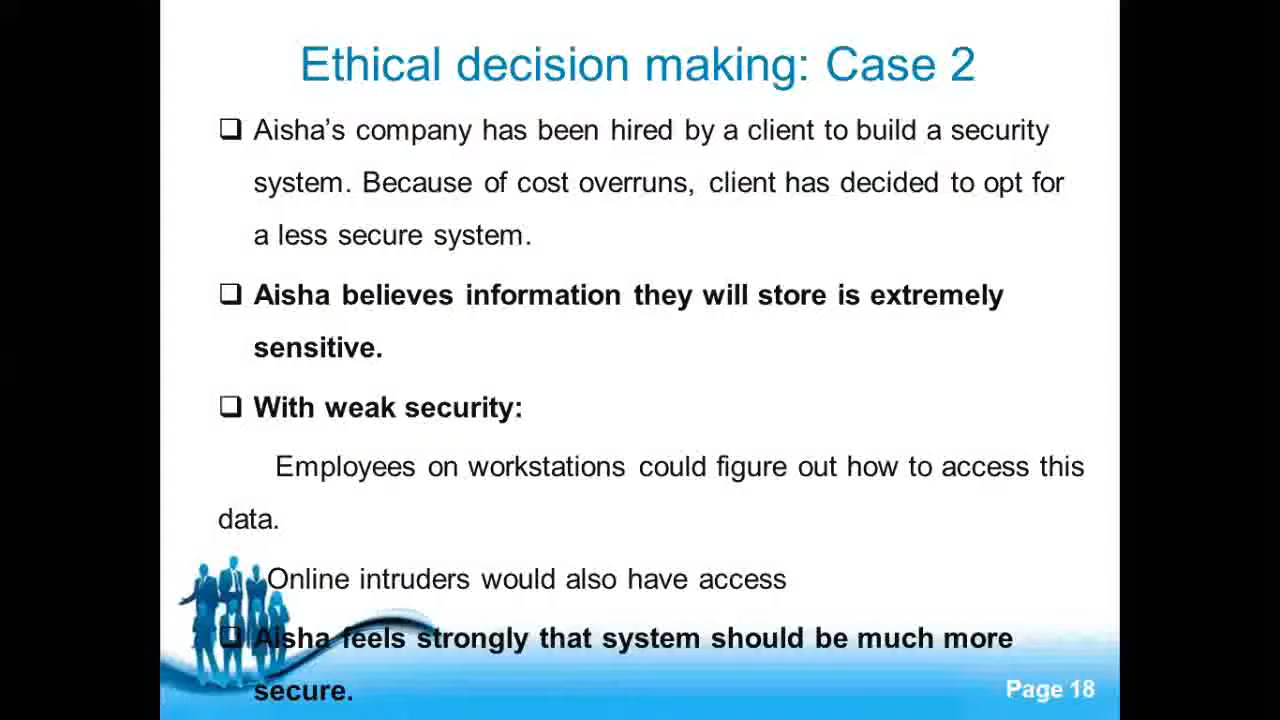 Ethical decision making: Case 2
❑ Aisha’s company has been hired by a client to build a security
system. Because of cost overruns, client has decided to opt for
a less secure system.
❑ Aisha believes information they will store is extremely
sensitive.
❑ With weak security:
Employees on workstations could figure out how to access this
data.
Online intruders would also have access
❑ Aisha feels strongly that system should be much more
secure.
Page 18